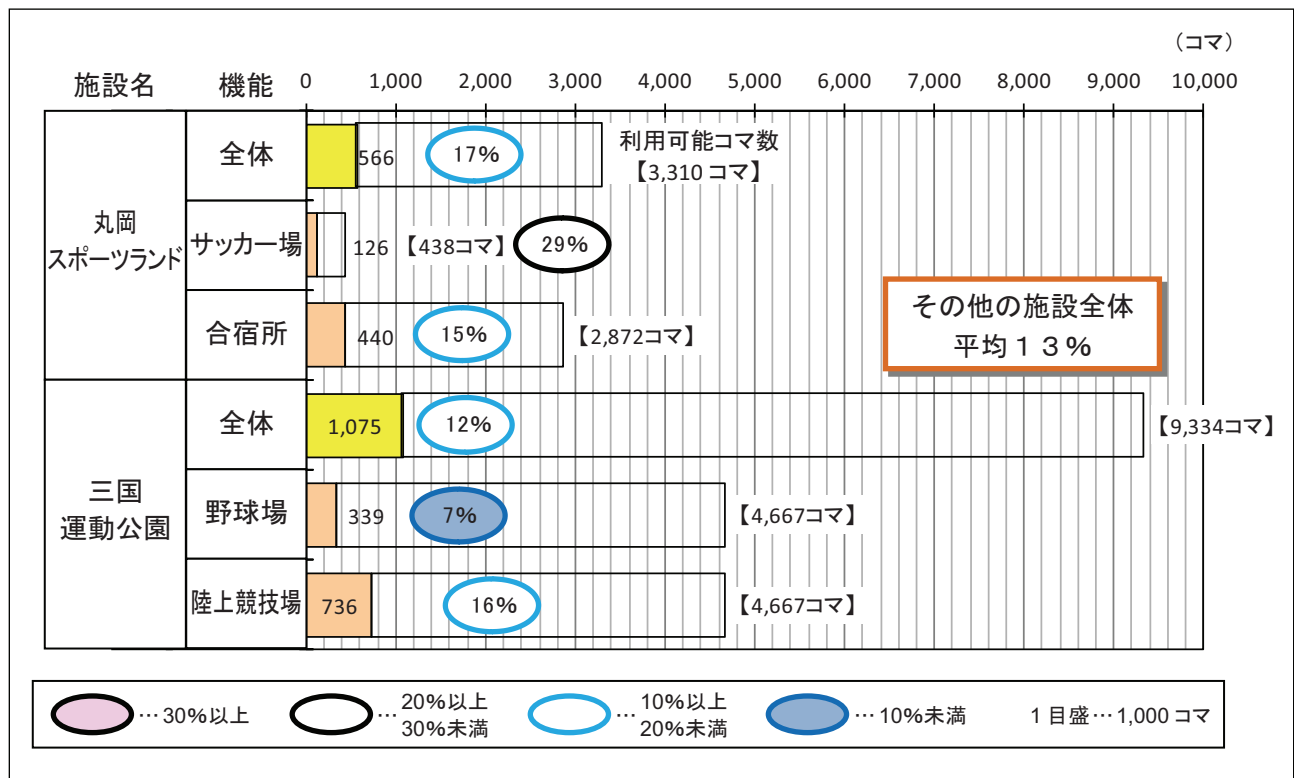 （コマ）
施設名 機能 0 1,000 2,000 3,000 4,000 5,000 6,000 7,000 8,000 9,000 10,000
丸岡
スポーツランド
全体 566 17% 利用可能コマ数
【3,310 コマ】
サッカー場 126 【438コマ】 29%
合宿所 440 15% 【2,872コマ】
その他の施設全体
平均１３％
三国
運動公園
全体 1,075 12% 【9,334コマ】
野球場 339 7% 【4,667コマ】
陸上競技場 736 16% 【4,667コマ】
…30%以上
…20%以上
30%未満
…10%以上
20%未満
…10%未満
1 目盛…1,000 コマ